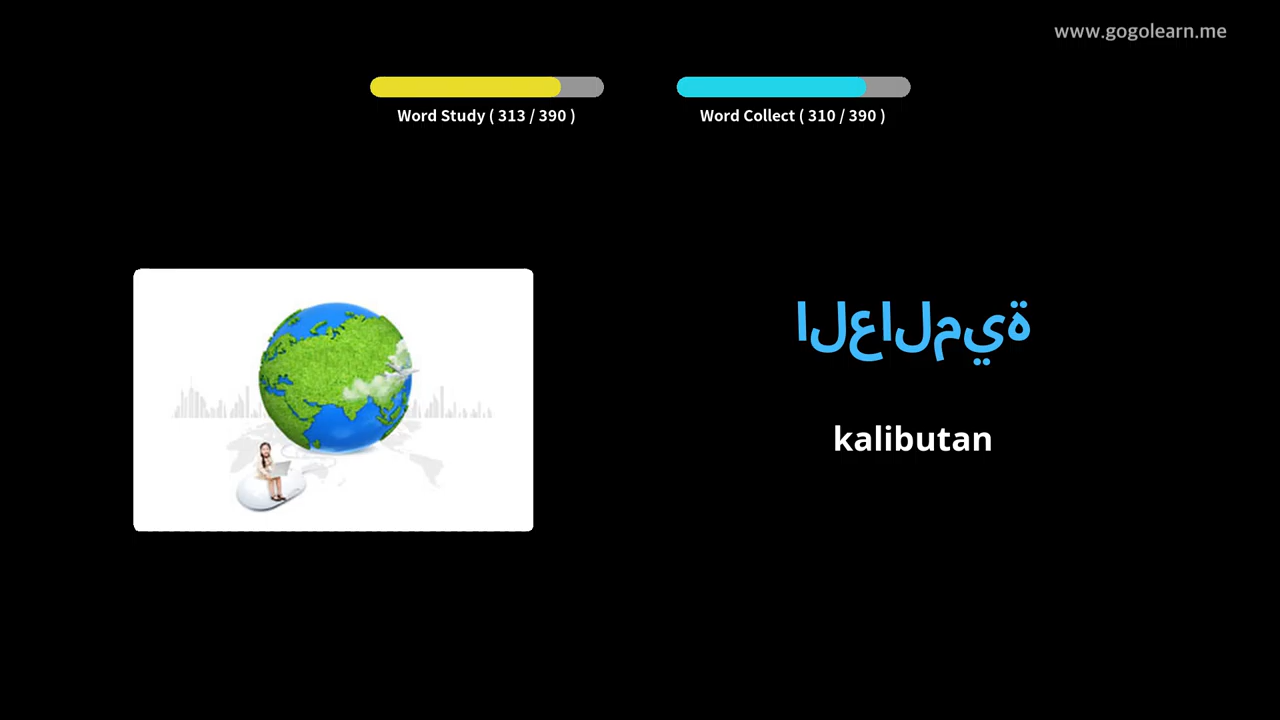 www.gogolearn.me
Word Study ( 313 / 390 )
Word Collect ( 310 / 390 )
العالمية
kalibutan